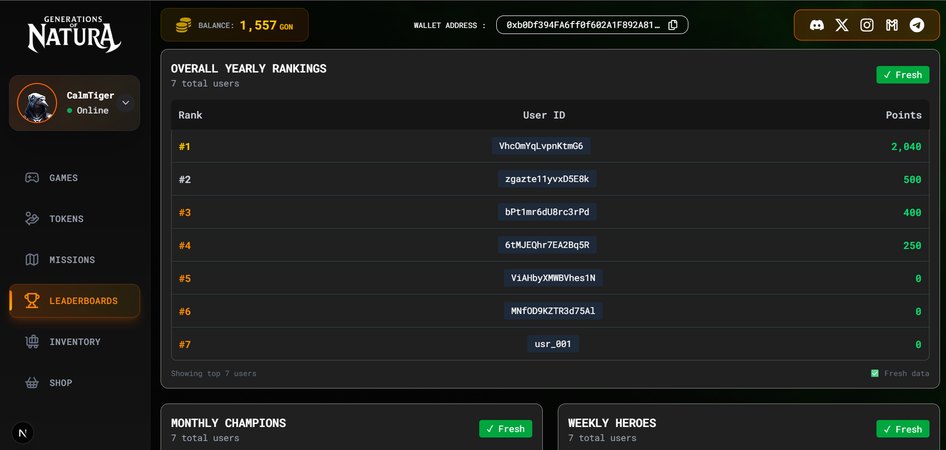 GENERATIONS
OF
NATURA
BALANCE: 1,557 GON
WALLET ADDRESS : 0xb0Df394FA6ff0f602A1F892A81...
CalmTiger
Online
GAMES
TOKENS
MISSIONS
LEADERBOARDS
INVENTORY
SHOP
N
OVERALL YEARLY RANKINGS
7 total users
✓ Fresh
Rank User ID Points
#1 VhcOmYqLvpnKtmG6 2,040
#2 zgazte11yvxD5E8k 500
#3 bPt1mr6dU8rc3rPd 400
#4 6tMJEQhr7EA2Bq5R 250
#5 ViAHbyXMWBVhes1N 0
#6 MNfOD9KZTR3d75Al 0
#7 usr_001 0
Showing top 7 users
✅ Fresh data
MONTHLY CHAMPIONS
7 total users
✓ Fresh
WEEKLY HEROES
7 total users
✓ Fresh